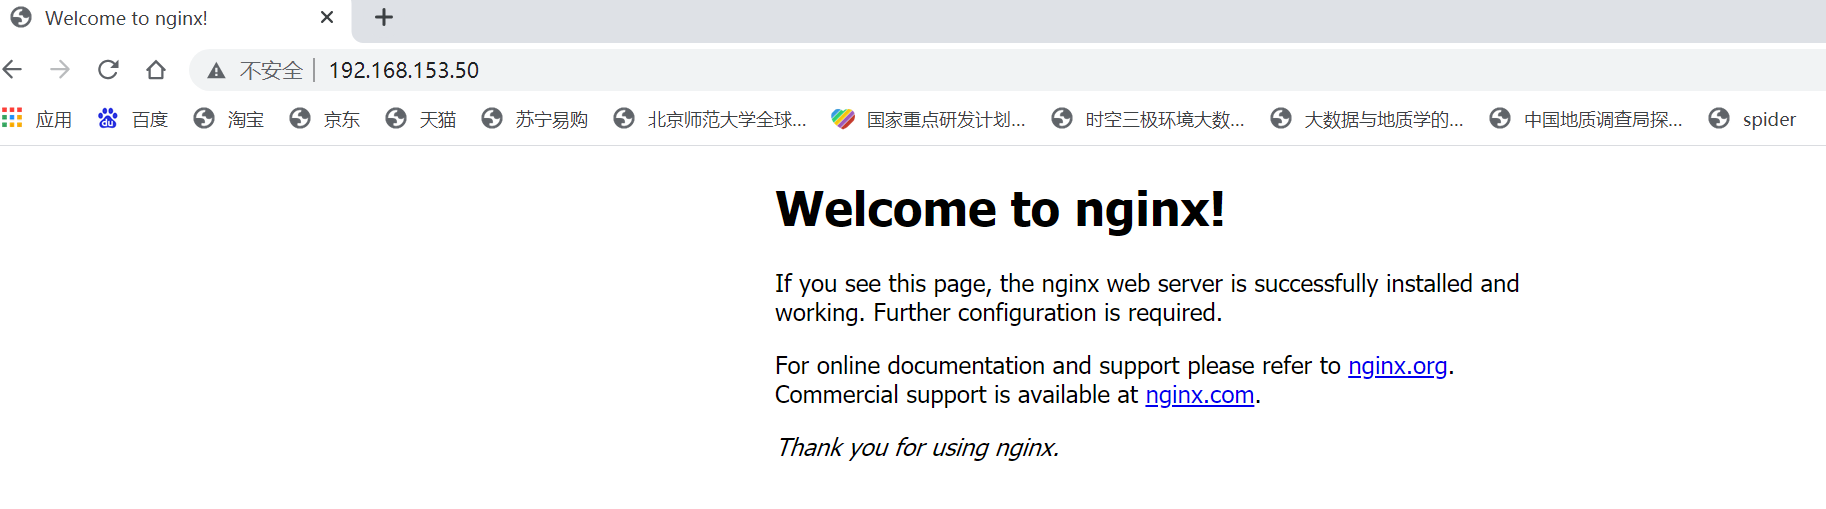 Welcome to nginx!
不安全 192.168.153.50
应用 百度 淘宝 京东 天猫 苏宁易购 北京师范大学全球... 国家重点研发计划... 时空三极环境大数... 大数据与地质学的... 中国地质调查局探... spider
Welcome to nginx!
If you see this page, the nginx web server is successfully installed and
working. Further configuration is required.
For online documentation and support please refer to nginx.org.
Commercial support is available at nginx.com.
Thank you for using nginx.